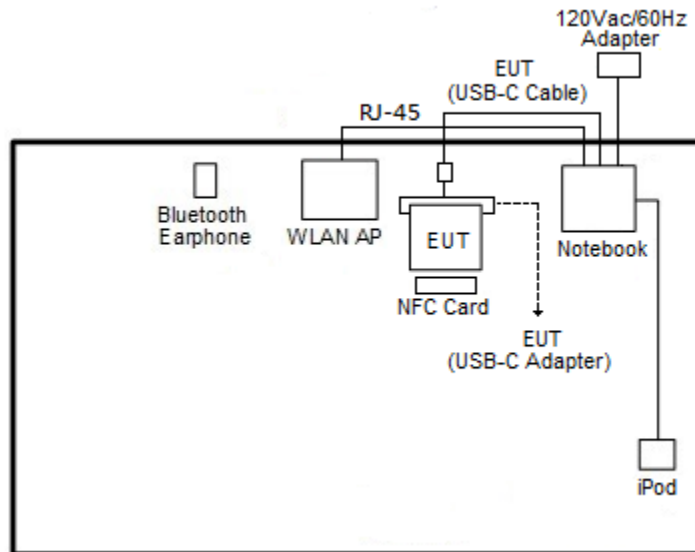 120Vac/60Hz
Adapter
EUT
(USB-C Cable)
RJ-45
Bluetooth
Earphone
WLAN AP
EUT
Notebook
NFC Card
EUT
(USB-C Adapter)
iPod